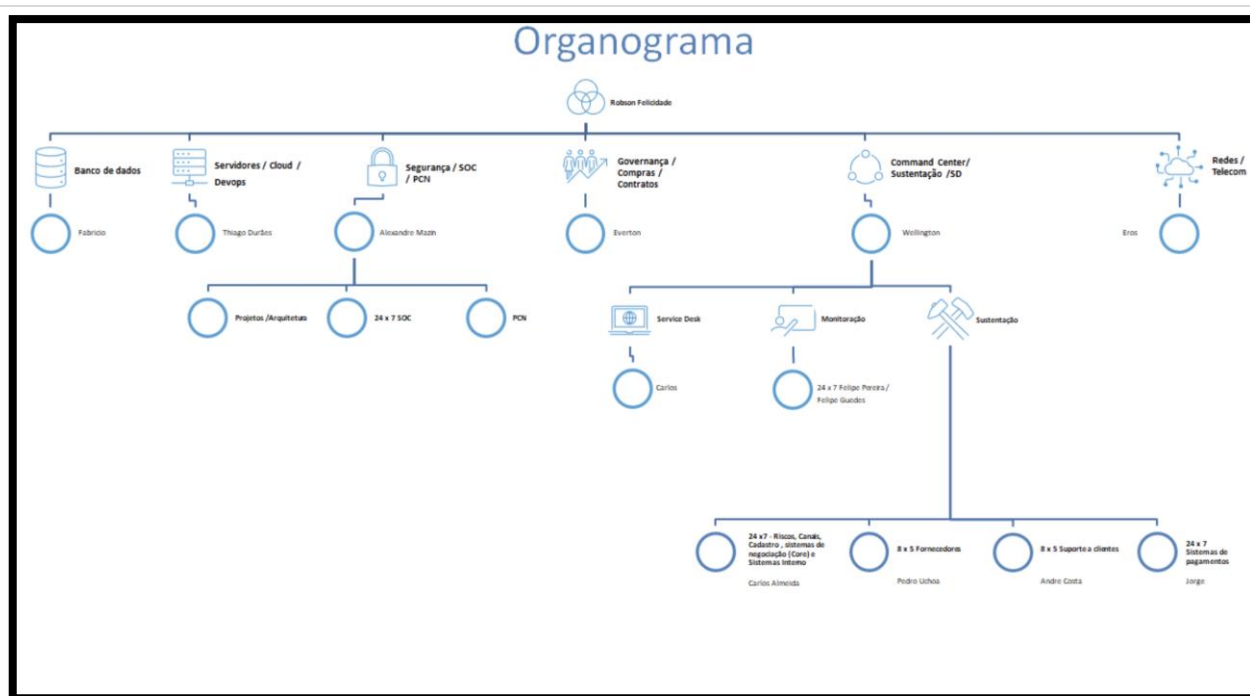 Organograma
Robson Felicidade
Banco de dados
Servidores / Cloud /
Devops
Segurança / SOC
/ PCN
Governança /
Compras /
Contratos
Command Center/
Sustentação /SD
Redes /
Telecom
Fabricio
Thiago Durães
Alexandre Mazin
Everton
Wellington
Eros
Projetos /Arquitetura
24 x 7 SOC
PCN
Service Desk
Monitoração
Sustentação
Carlos
24 x 7 Felipe Pereira /
Felipe Guedes
24 x7 - Riscos, Canais,
Cadastro , sistemas de
negociação (Core) e
Sistemas Interno
Carlos Almeida
8 x 5 Fornecedores
Pedro Uchoa
8 x 5 Suporte a clientes
Andre Costa
24 x 7
Sistemas de
pagamentos
Jorge